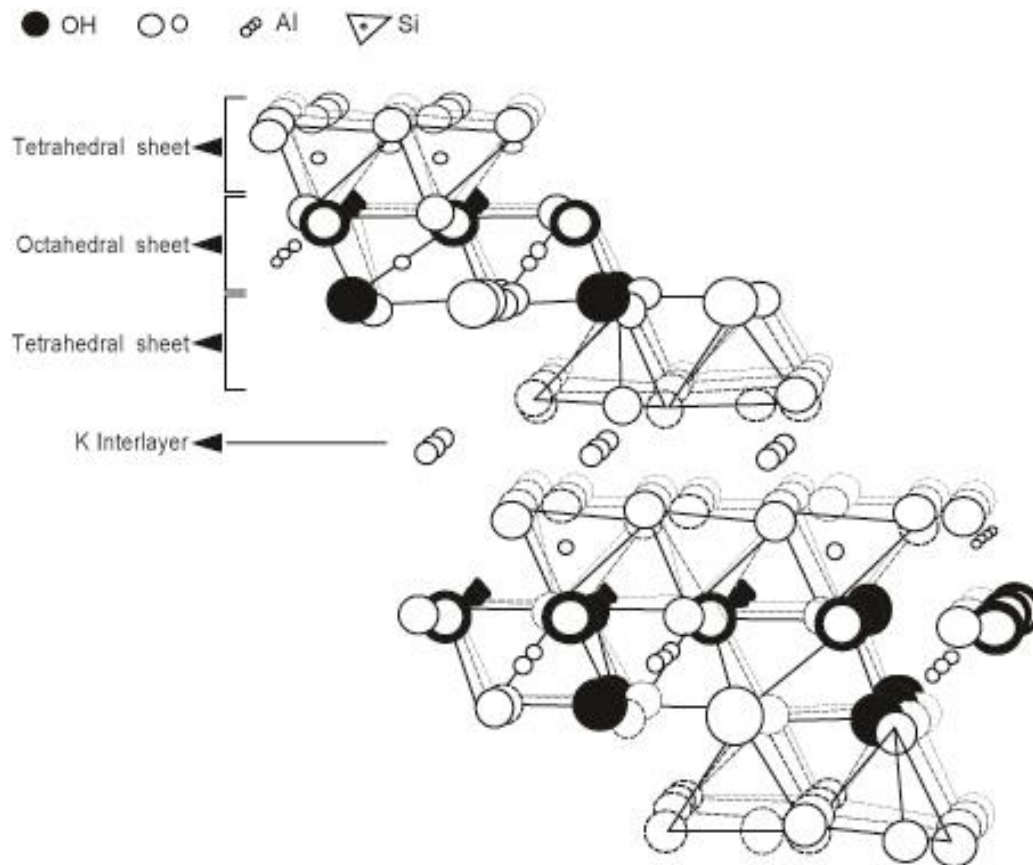 OH O Al Si
Tetrahedral sheet
Octahedral sheet
Tetrahedral sheet
K Interlayer